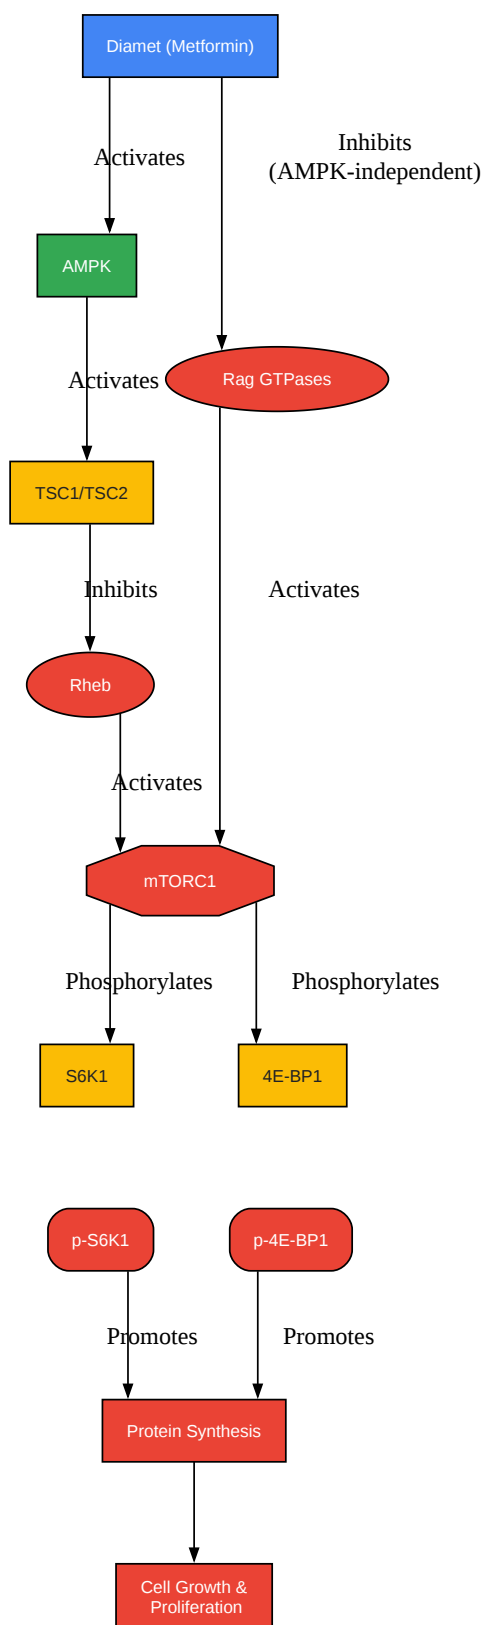 Diamet (Metformin)
Activates
Inhibits
(AMPK-independent)
AMPK
Activates
Rag GTPases
TSC1/TSC2
Inhibits
Activates
Rheb
Activates
mTORC1
Phosphorylates
Phosphorylates
S6K1
4E-BP1
p-S6K1
p-4E-BP1
Promotes
Promotes
Protein Synthesis
Cell Growth &
Proliferation